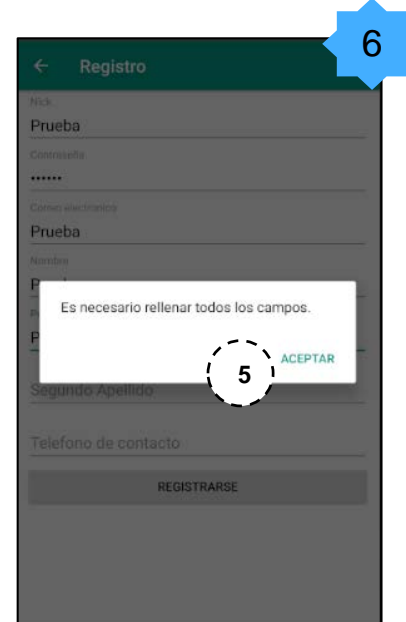 6
Registro
Nick
Prueba
Contraseña
••••••
Correo electronico
Prueba
Nombre
P
Es necesario rellenar todos los campos.
P
ACEPTAR
5
Segundo Apellido
Telefono de contacto
REGISTRARSE